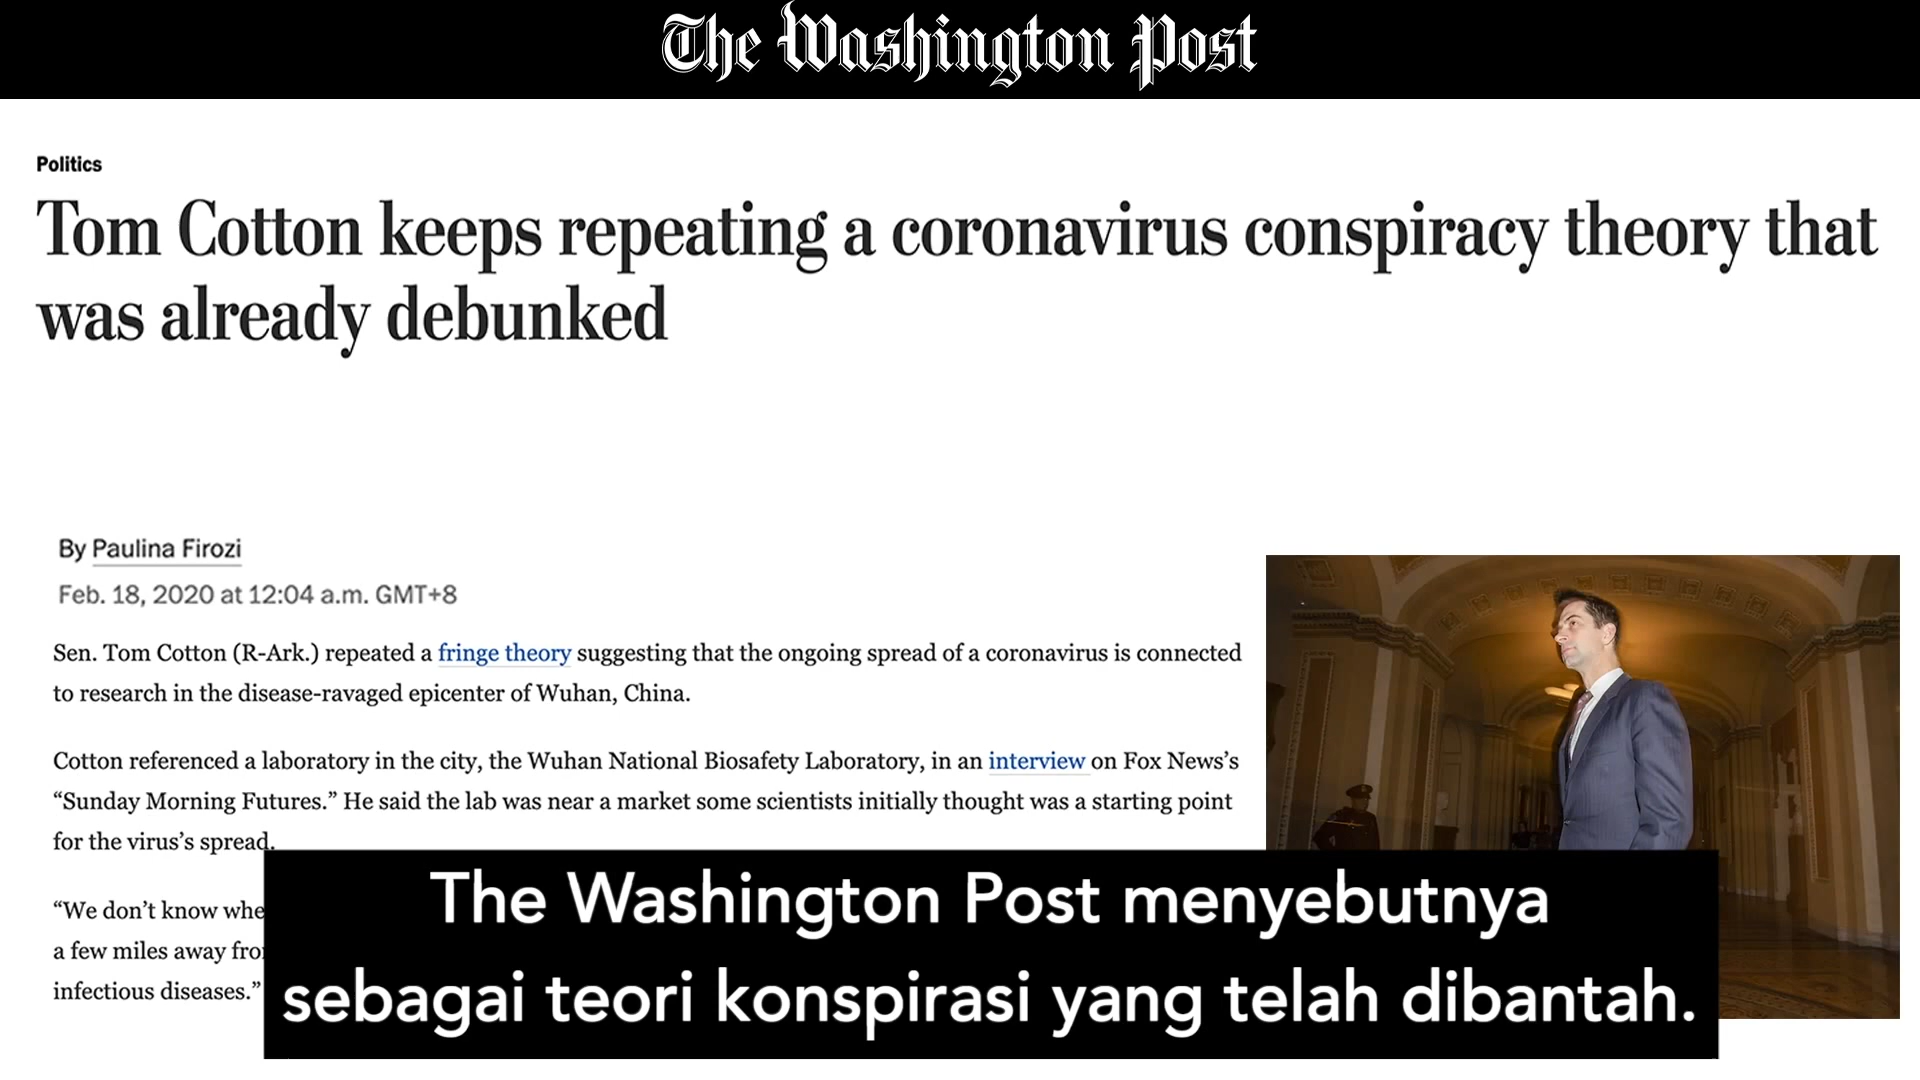 The Washington Post
Politics
Tom Cotton keeps repeating a coronavirus conspiracy theory that
was already debunked
By Paulina Firozi
Feb. 18, 2020 at 12:04 a.m. GMT+8
Sen. Tom Cotton (R-Ark.) repeated a fringe theory suggesting that the ongoing spread of a coronavirus is connected
to research in the disease-ravaged epicenter of Wuhan, China.
Cotton referenced a laboratory in the city, the Wuhan National Biosafety Laboratory, in an interview on Fox News’s
“Sunday Morning Futures.” He said the lab was near a market some scientists initially thought was a starting point
for the virus’s spread.
“We don’t know
a few miles away
infectious diseases.”
The Washington Post menyebutnya
sebagai teori konspirasi yang telah dibantah.